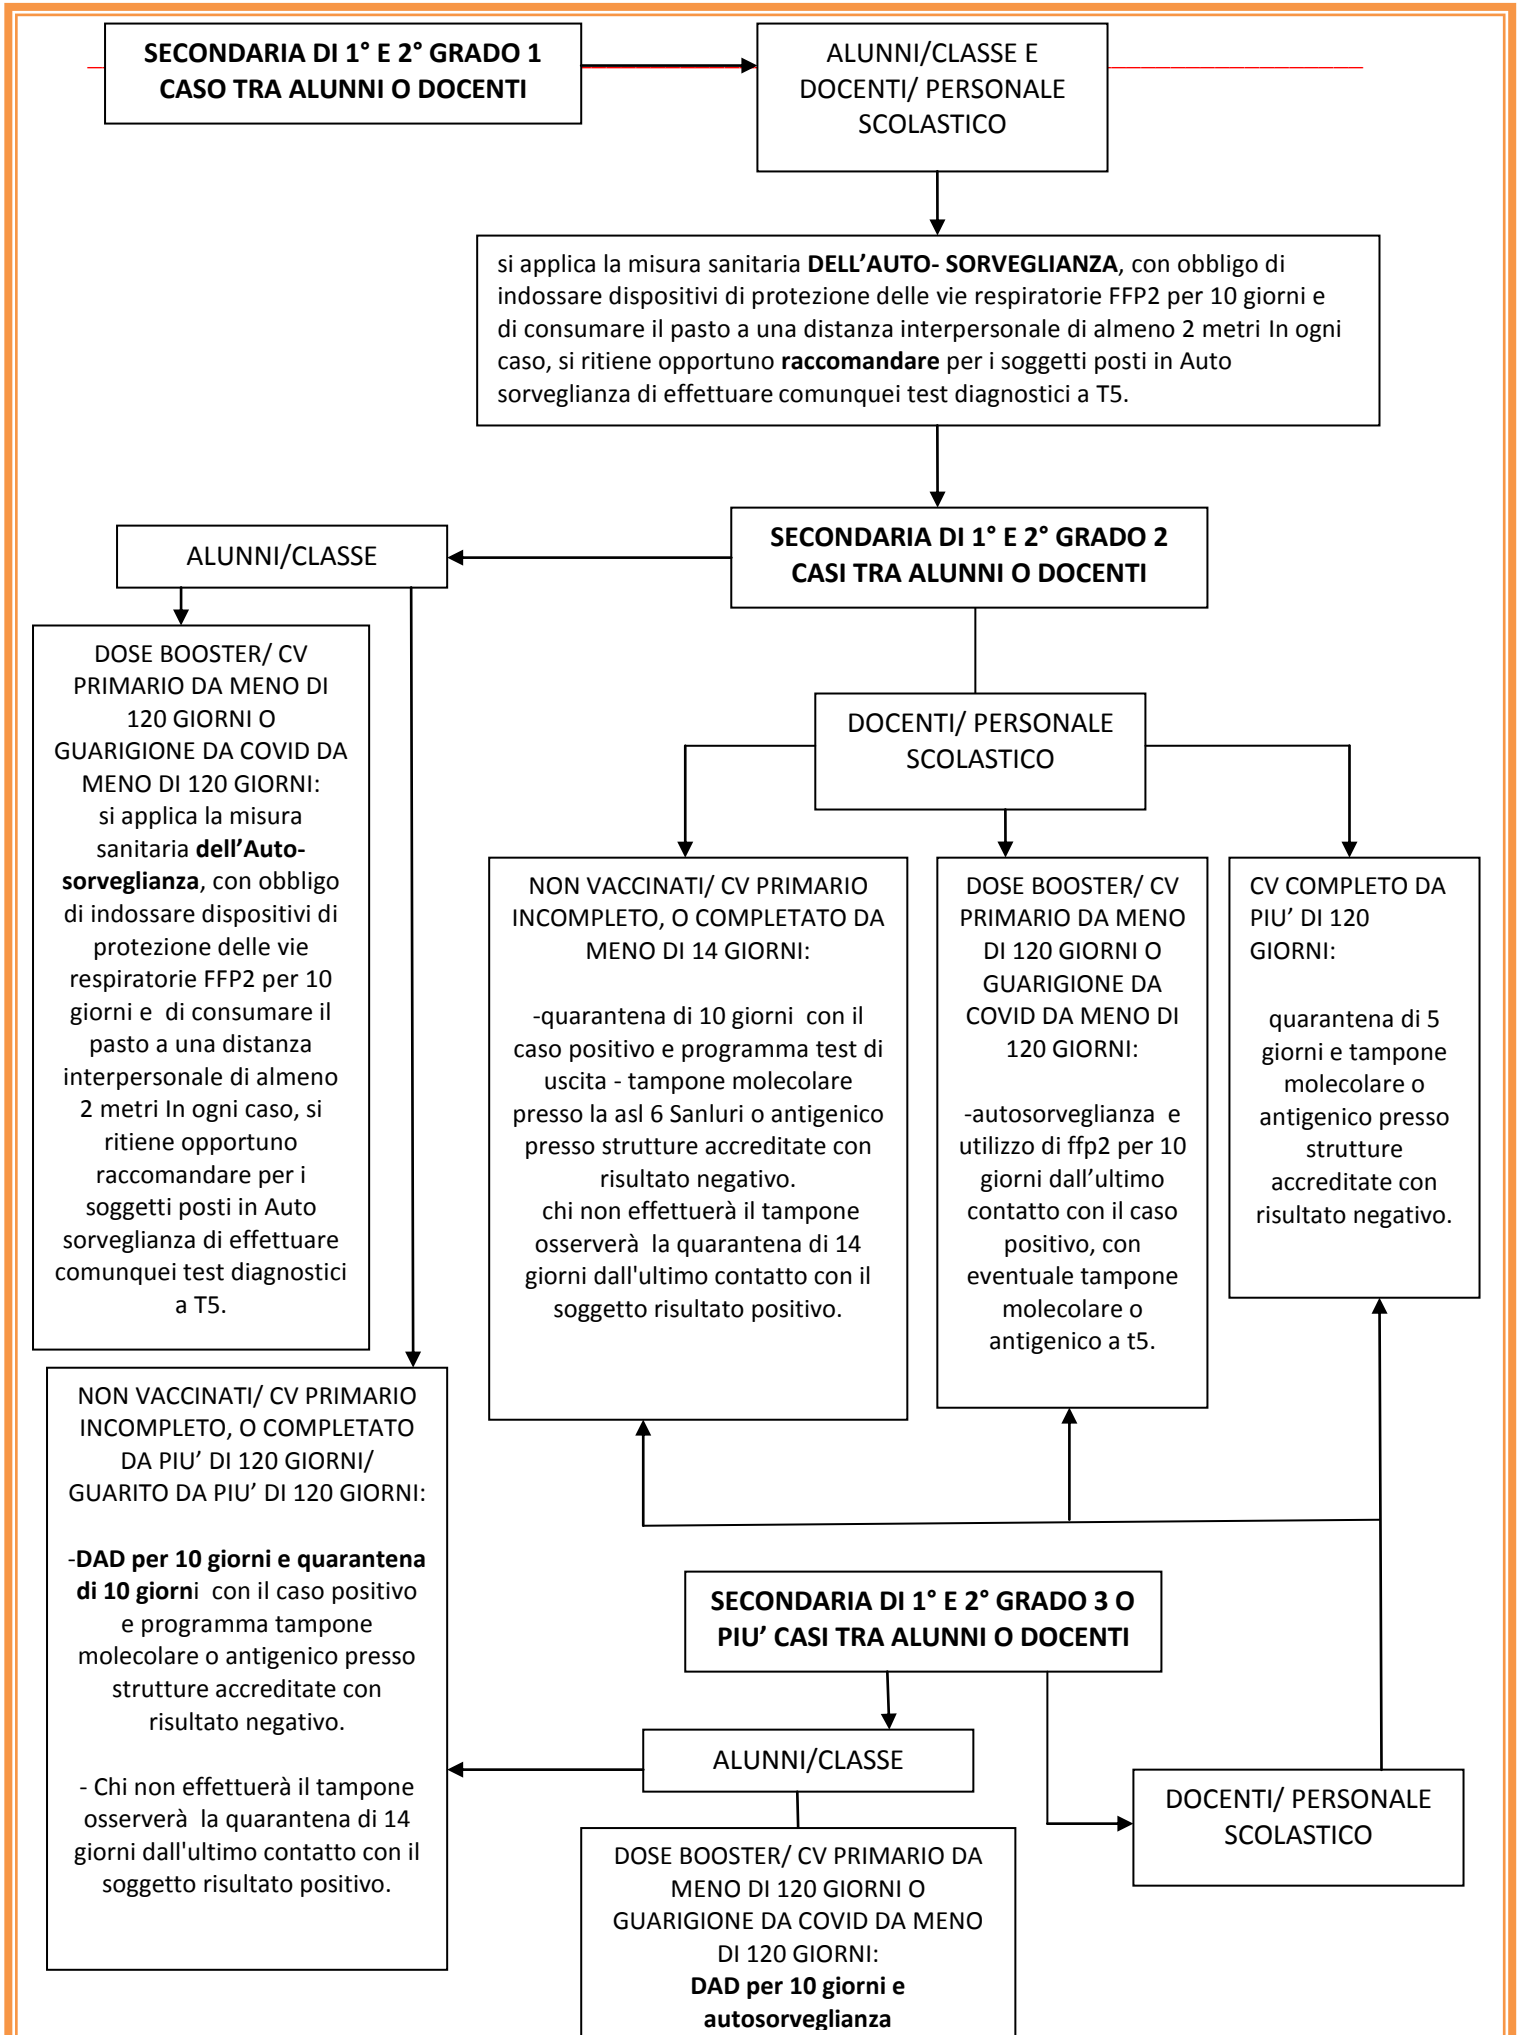 SECONDARIA DI 1° E 2° GRADO 1
CASO TRA ALUNNI O DOCENTI
ALUNNI/CLASSE E
DOCENTI/ PERSONALE
SCOLASTICO
si applica la misura sanitaria DELL’AUTO- SORVEGLIANZA, con obbligo di
indossare dispositivi di protezione delle vie respiratorie FFP2 per 10 giorni e
di consumare il pasto a una distanza interpersonale di almeno 2 metri In ogni
caso, si ritiene opportuno raccomandare per i soggetti posti in Auto
sorveglianza di effettuare comunquei test diagnostici a T5.
SECONDARIA DI 1° E 2° GRADO 2
CASI TRA ALUNNI O DOCENTI
ALUNNI/CLASSE
DOSE BOOSTER/ CV
PRIMARIO DA MENO DI
120 GIORNI O
GUARIGIONE DA COVID DA
MENO DI 120 GIORNI:
si applica la misura
sanitaria dell’Auto-
sorveglianza, con obbligo
di indossare dispositivi di
protezione delle vie
respiratorie FFP2 per 10
giorni e di consumare il
pasto a una distanza
interpersonale di almeno
2 metri In ogni caso, si
ritiene opportuno
raccomandare per i
soggetti posti in Auto
sorveglianza di effettuare
comunquei test diagnostici
a T5.
DOCENTI/ PERSONALE
SCOLASTICO
NON VACCINATI/ CV PRIMARIO
INCOMPLETO, O COMPLETATO DA
MENO DI 14 GIORNI:
-quarantena di 10 giorni con il
caso positivo e programma test di
uscita - tampone molecolare
presso la asl 6 Sanluri o antigenico
presso strutture accreditate con
risultato negativo.
chi non effettuerà il tampone
osserverà la quarantena di 14
giorni dall'ultimo contatto con il
soggetto risultato positivo.
DOSE BOOSTER/ CV
PRIMARIO DA MENO
DI 120 GIORNI O
GUARIGIONE DA
COVID DA MENO DI
120 GIORNI:
-autosorveglianza e
utilizzo di ffp2 per 10
giorni dall’ultimo
contatto con il caso
positivo, con
eventuale tampone
molecolare o
antigenico a t5.
CV COMPLETO DA
PIU’ DI 120
GIORNI:
quarantena di 5
giorni e tampone
molecolare o
antigenico presso
strutture
accreditate con
risultato negativo.
NON VACCINATI/ CV PRIMARIO
INCOMPLETO, O COMPLETATO
DA PIU’ DI 120 GIORNI/
GUARITO DA PIU’ DI 120 GIORNI:
-DAD per 10 giorni e quarantena
di 10 giorni con il caso positivo
e programma tampone
molecolare o antigenico presso
strutture accreditate con
risultato negativo.
- Chi non effettuerà il tampone
osserverà la quarantena di 14
giorni dall'ultimo contatto con il
soggetto risultato positivo.
SECONDARIA DI 1° E 2° GRADO 3 O
PIU’ CASI TRA ALUNNI O DOCENTI
ALUNNI/CLASSE
DOCENTI/ PERSONALE
SCOLASTICO
DOSE BOOSTER/ CV PRIMARIO DA
MENO DI 120 GIORNI O
GUARIGIONE DA COVID DA MENO
DI 120 GIORNI:
DAD per 10 giorni e
autosorveglianza